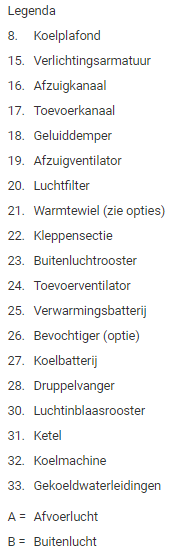 Legenda
8. Koelplafond
15. Verlichtingsarmatuur
16. Afzuigkanaal
17. Toevoerkanaal
18. Geluiddemper
19. Afzuigventilator
20. Luchtfilter
21. Warmtewiel (zie opties)
22. Kleppensectie
23. Buitenluchtrooster
24. Toevoerventilator
25. Verwarmingsbatterij
26. Bevochtiger (optie)
27. Koelbatterij
28. Druppelvanger
30. Luchtinblaasrooster
31. Ketel
32. Koelmachine
33. Gekoeldwaterleidingen
A = Afvoerlucht
B = Buitenlucht